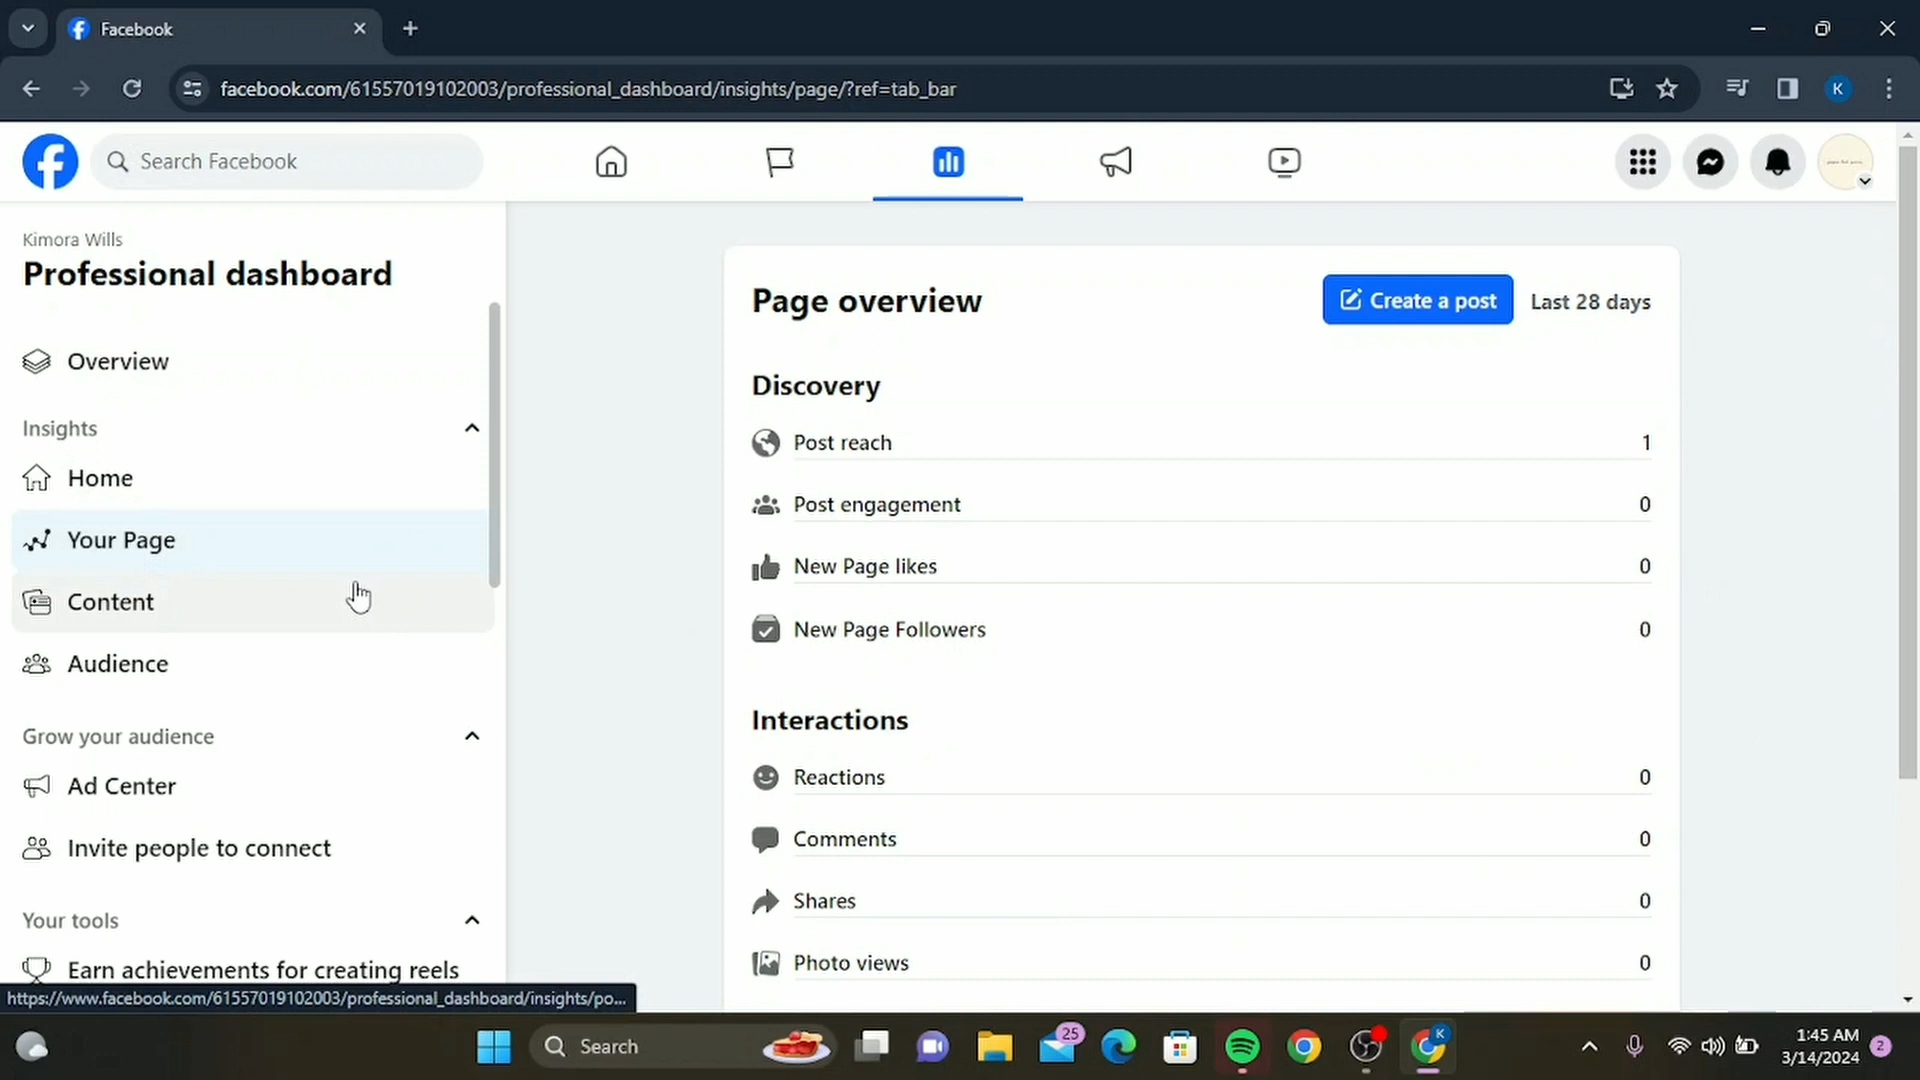 Facebook
facebook.com/61557019102003/professional_dashboard/insights/page/?ref=tab_bar
K
Search Facebook
Kimora Wills
Professional dashboard
Overview
Insights
Home
Your Page
Content
Audience
Grow your audience
Ad Center
Invite people to connect
Your tools
Earn achievements for creating reels
https://www.facebook.com/61557019102003/professional_dashboard/insights/po...
Page overview
Create a post
Last 28 days
Discovery
Post reach 1
Post engagement 0
New Page likes 0
New Page Followers 0
Interactions
Reactions 0
Comments 0
Shares 0
Photo views 0
Search
25
K
1:45 AM
3/14/2024
2